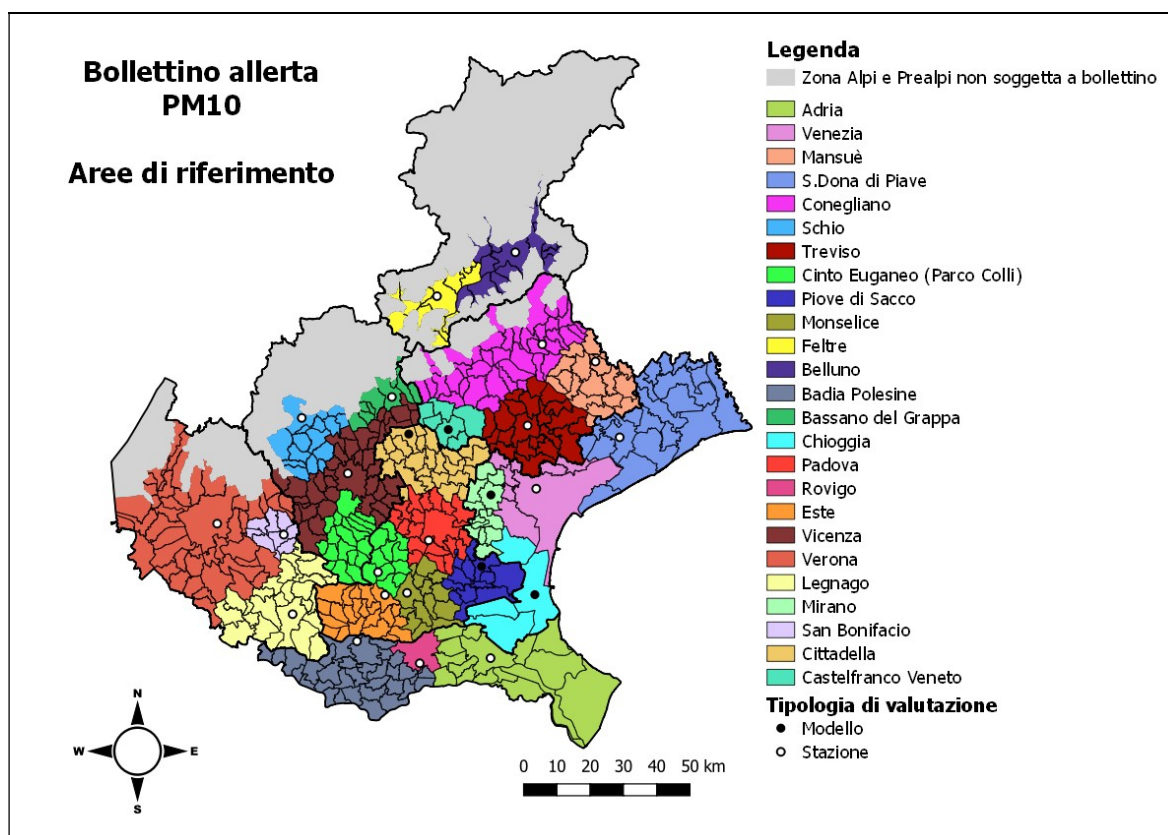 Bollettino allerta
PM10
Aree di riferimento
Legenda
Zona Alpi e Prealpi non soggetta a bollettino
Adria
Venezia
Mansuè
S.Dona di Piave
Conegliano
Schio
Treviso
Cinto Euganeo (Parco Colli)
Piove di Sacco
Monselice
Feltre
Belluno
Badia Polesine
Bassano del Grappa
Chioggia
Padova
Rovigo
Este
Vicenza
Verona
Legnago
Mirano
San Bonifacio
Cittadella
Castelfranco Veneto
Tipologia di valutazione
Modello
Stazione
N
W E
S
0 10 20 30 40 50 km